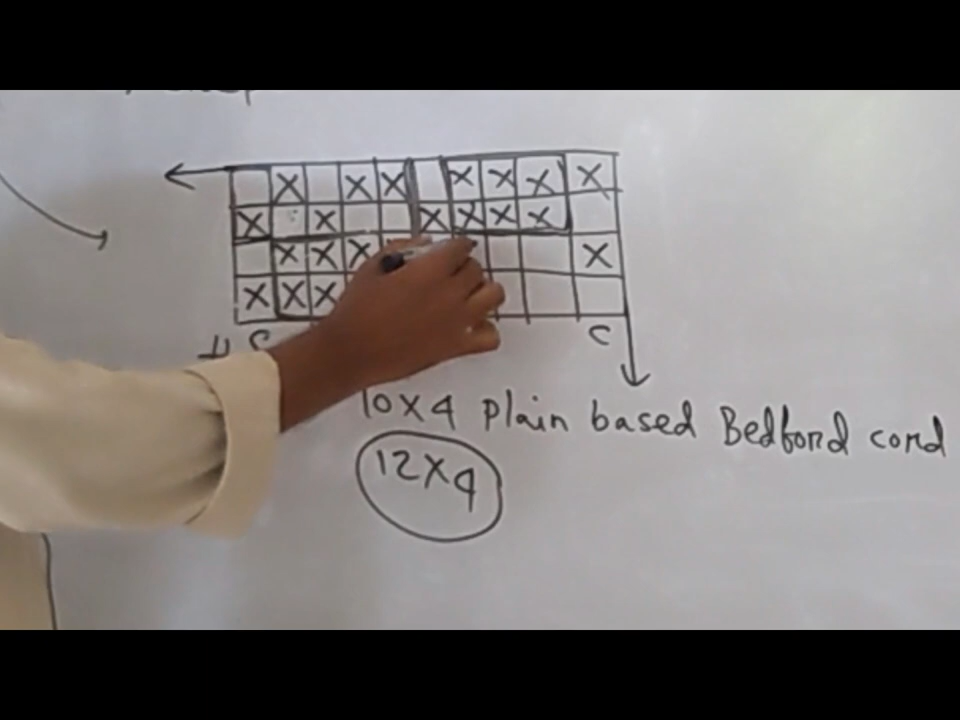 X X X X X X X X
X X X X X X
X X X X
X X X
C
10X4 Plain based Bedford cord
12X4